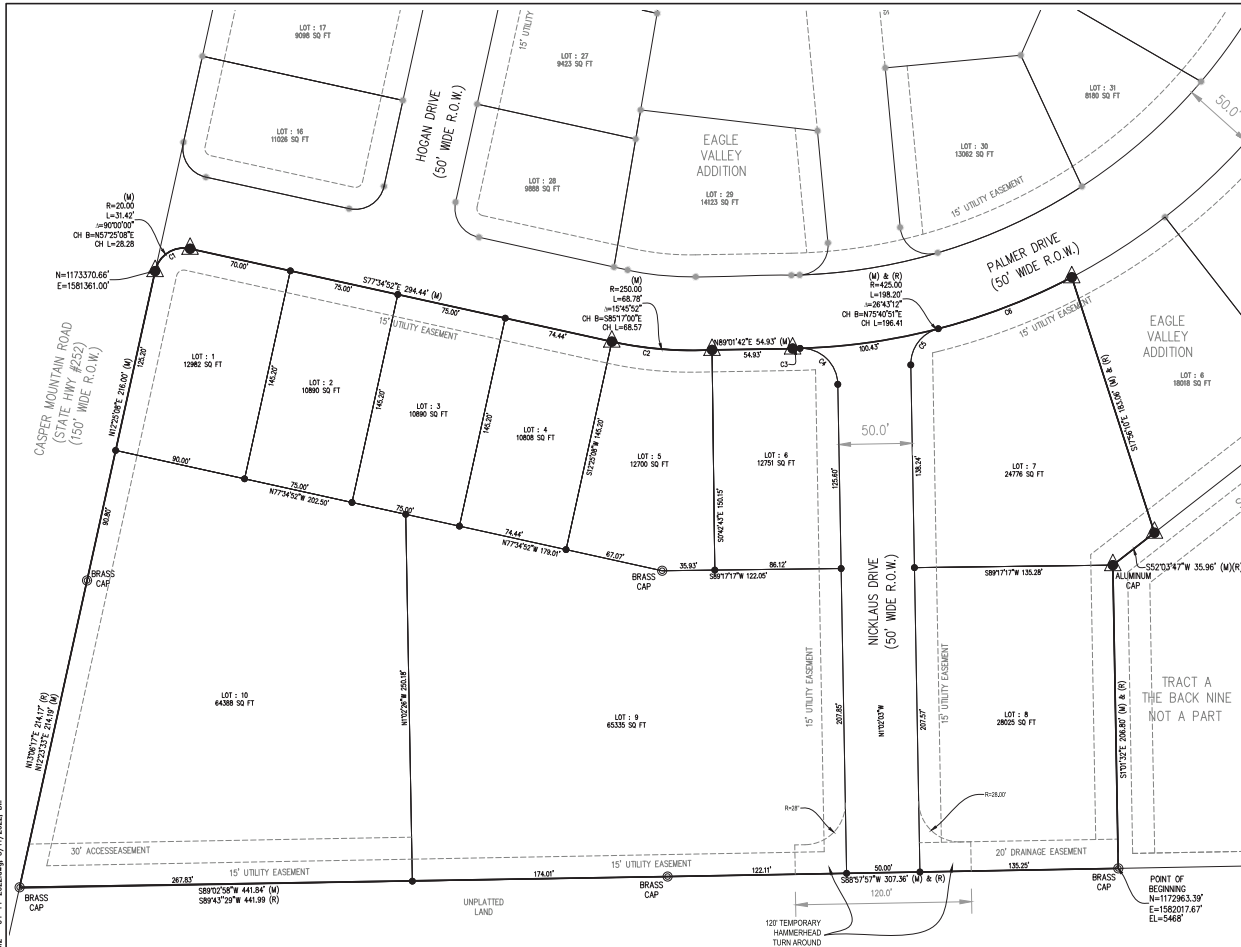 LOT : 17
9098 SQ FT
LOT : 16
11026 SQ FT
HOGAN DRIVE
(50' WIDE R.O.W.)
15' UTILITY
LOT : 27
9423 SQ FT
LOT : 28
9888 SQ FT
EAGLE
VALLEY
ADDITION
LOT : 29
14123 SQ FT
LOT : 30
13062 SQ FT
LOT : 31
8180 SQ FT
50.0'
15' UTILITY EASEMENT
PALMER DRIVE
(50' WIDE R.O.W.)
15' UTILITY EASEMENT
(M)
R=20.00
L=31.42'
∆=90°00'00"
CH B=N57°25'08"E
CH L=28.28
C1
N=1173370.66'
E=1581361.00'
(M)
R=250.00
L=68.78'
∆=15°45'52"
CH B=S85°17'00"E
CH L=68.57
(M) & (R)
R=425.00
L=198.20'
∆=26°43'12"
CH B=N75°40'51"E
CH L=196.41
70.00'
75.00'
S77°34'52"E 294.44' (M)
75.00'
74.44'
C2
N89°01'42"E 54.93' (M)
54.93'
C3
C4
100.43'
C5
C6
15' UTILITY EASEMENT
CASPER MOUNTAIN ROAD
(STATE HWY #252)
(150' WIDE R.O.W.)
N12°25'08"E 216.00' (M)
125.20'
90.80'
LOT : 1
12982 SQ FT
145.20'
LOT : 2
10890 SQ FT
145.20'
LOT : 3
10890 SQ FT
145.20'
LOT : 4
10808 SQ FT
S12°25'08"W 145.20'
LOT : 5
12700 SQ FT
S0°42'43"E 150.15'
LOT : 6
12751 SQ FT
125.60'
50.0'
138.24'
LOT : 7
24776 SQ FT
S17°56'10"E 183.06' (M) & (R)
EAGLE
VALLEY
ADDITION
LOT : 6
18018 SQ FT
90.00'
75.00'
N77°34'52"W 202.50'
75.00'
74.44'
N77°34'52"W 179.01'
67.07'
BRASS
CAP
35.93'
86.12'
S89°17'17"W 122.05'
BRASS
CAP
NICKLAUS DRIVE
(50' WIDE R.O.W.)
N1°02'03"W
S89°17'17"W 135.28'
ALUMINUM
CAP
S52°03'47"W 35.96' (M)(R)
N13°06'17"E 214.17' (R)
N12°23'33"E 214.19' (M)
LOT : 10
64388 SQ FT
N1°02'26"W 250.18'
LOT : 9
65335 SQ FT
15' UTILITY EASEMENT
207.85'
207.57'
15' UTILITY EASEMENT
LOT : 8
28025 SQ FT
S1°01'32"E 206.80' (M) & (R)
TRACT A
THE BACK NINE
NOT A PART
R=28'
R=28.00'
30' ACCESSEASEMENT
15' UTILITY EASEMENT
15' UTILITY EASEMENT
20' DRAINAGE EASEMENT
267.83'
174.01'
122.11'
50.00'
135.25'
S89°02'58"W 441.84' (M)
S89°43'29"W 441.99 (R)
S88°57'57"W 307.36' (M) & (R)
120.0'
BRASS
CAP
UNPLATTED
LAND
BRASS
CAP
BRASS
CAP
120' TEMPORARY
HAMMERHEAD
TURN AROUND
POINT OF
BEGINNING
N=1172963.39'
E=1582017.67'
EL=5468'